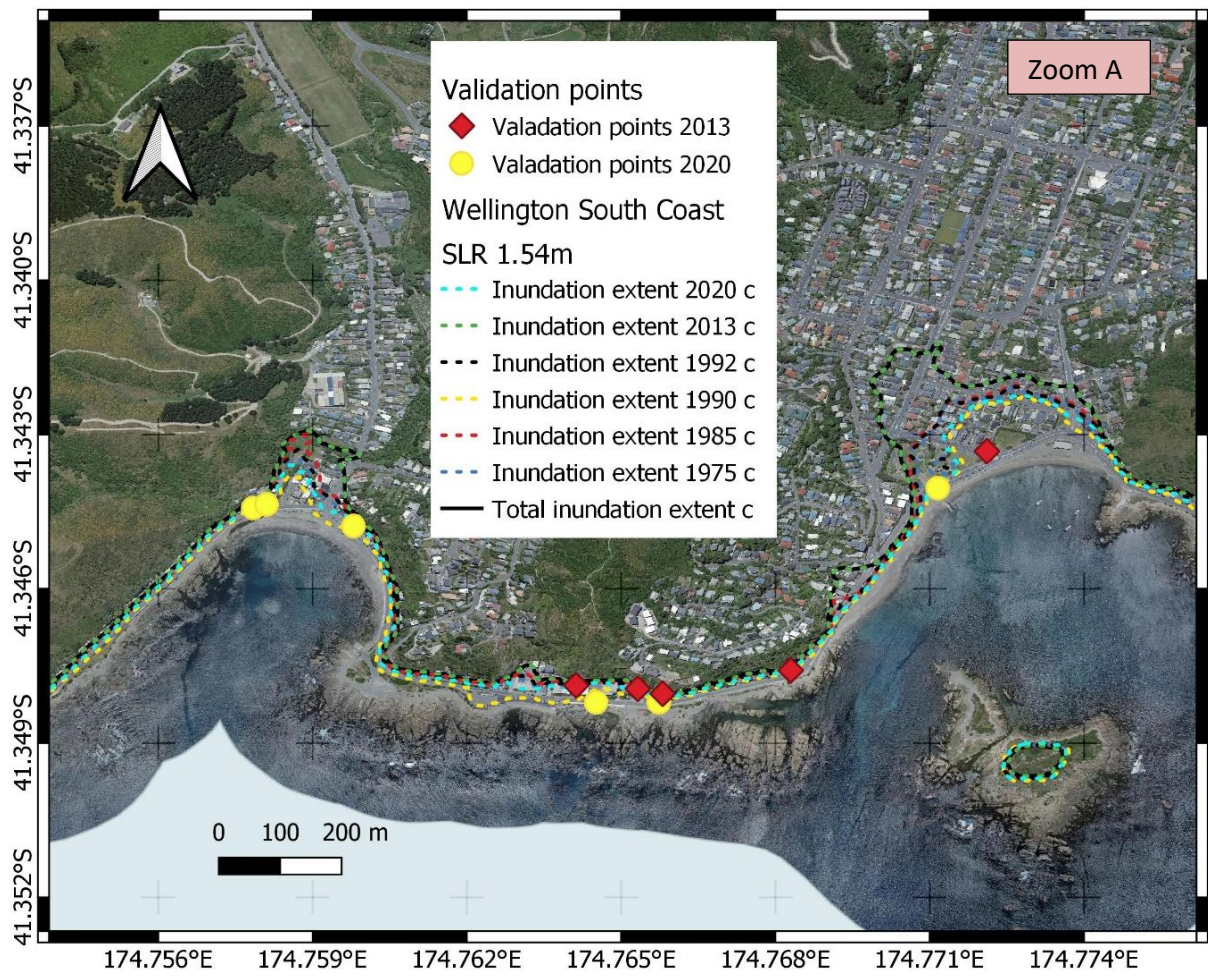 Zoom A
Validation points
Valadation points 2013
Valadation points 2020
Wellington South Coast
SLR 1.54m
Inundation extent 2020 c
Inundation extent 2013 c
Inundation extent 1992 c
Inundation extent 1990 c
Inundation extent 1985 c
Inundation extent 1975 c
Total inundation extent c
41.337°S
41.340°S
41.343°S
41.346°S
41.349°S
41.352°S
0 100 200 m
174.756°E 174.759°E 174.762°E 174.765°E 174.768°E 174.771°E 174.774°E